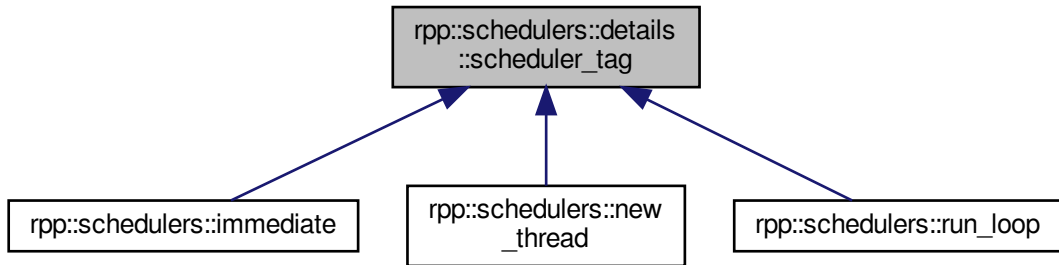 rpp::schedulers::details
::scheduler_tag
rpp::schedulers::immediate
rpp::schedulers::new
_thread
rpp::schedulers::run_loop